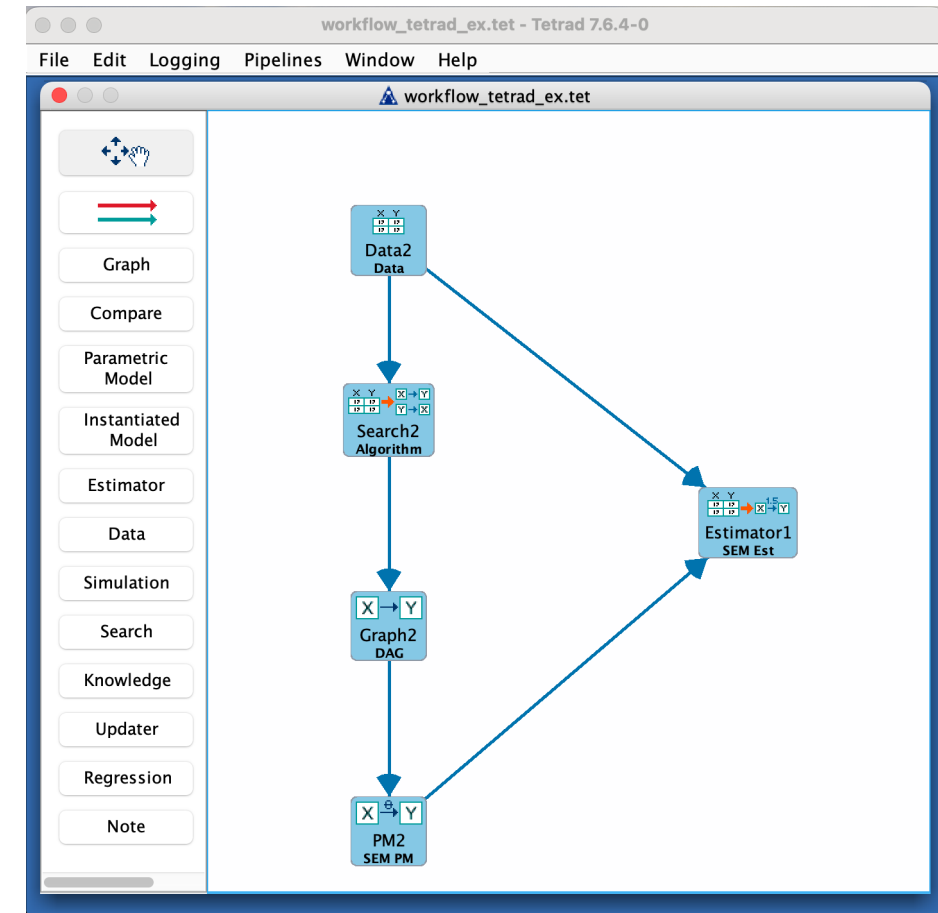 workflow_tetrad_ex.tet - Tetrad 7.6.4-0
File Edit Logging Pipelines Window Help
workflow_tetrad_ex.tet
Graph
Compare
Parametric
Model
Instantiated
Model
Estimator
Data
Simulation
Search
Knowledge
Updater
Regression
Note
X Y
Data2
Data
X Y X Y
Y X
Search2
Algorithm
X Y
Graph2
DAG
X θ Y
PM2
SEM PM
X Y X 1.5 Y
Estimator1
SEM Est